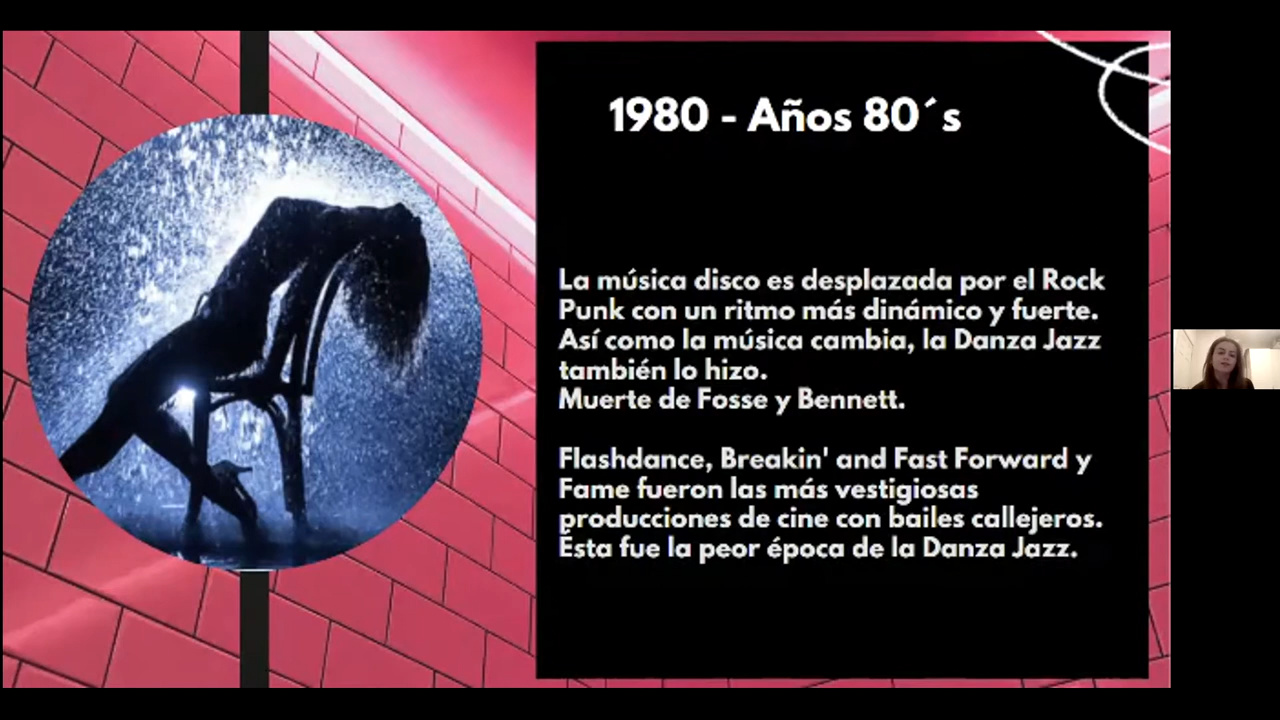 1980 - Años 80´s
La música disco es desplazada por el Rock
Punk con un ritmo más dinámico y fuerte.
Así como la música cambia, la Danza Jazz
también lo hizo.
Muerte de Fosse y Bennett.
Flashdance, Breakin' and Fast Forward y
Fame fueron las más vestigiosas
producciones de cine con bailes callejeros.
Ésta fue la peor época de la Danza Jazz.